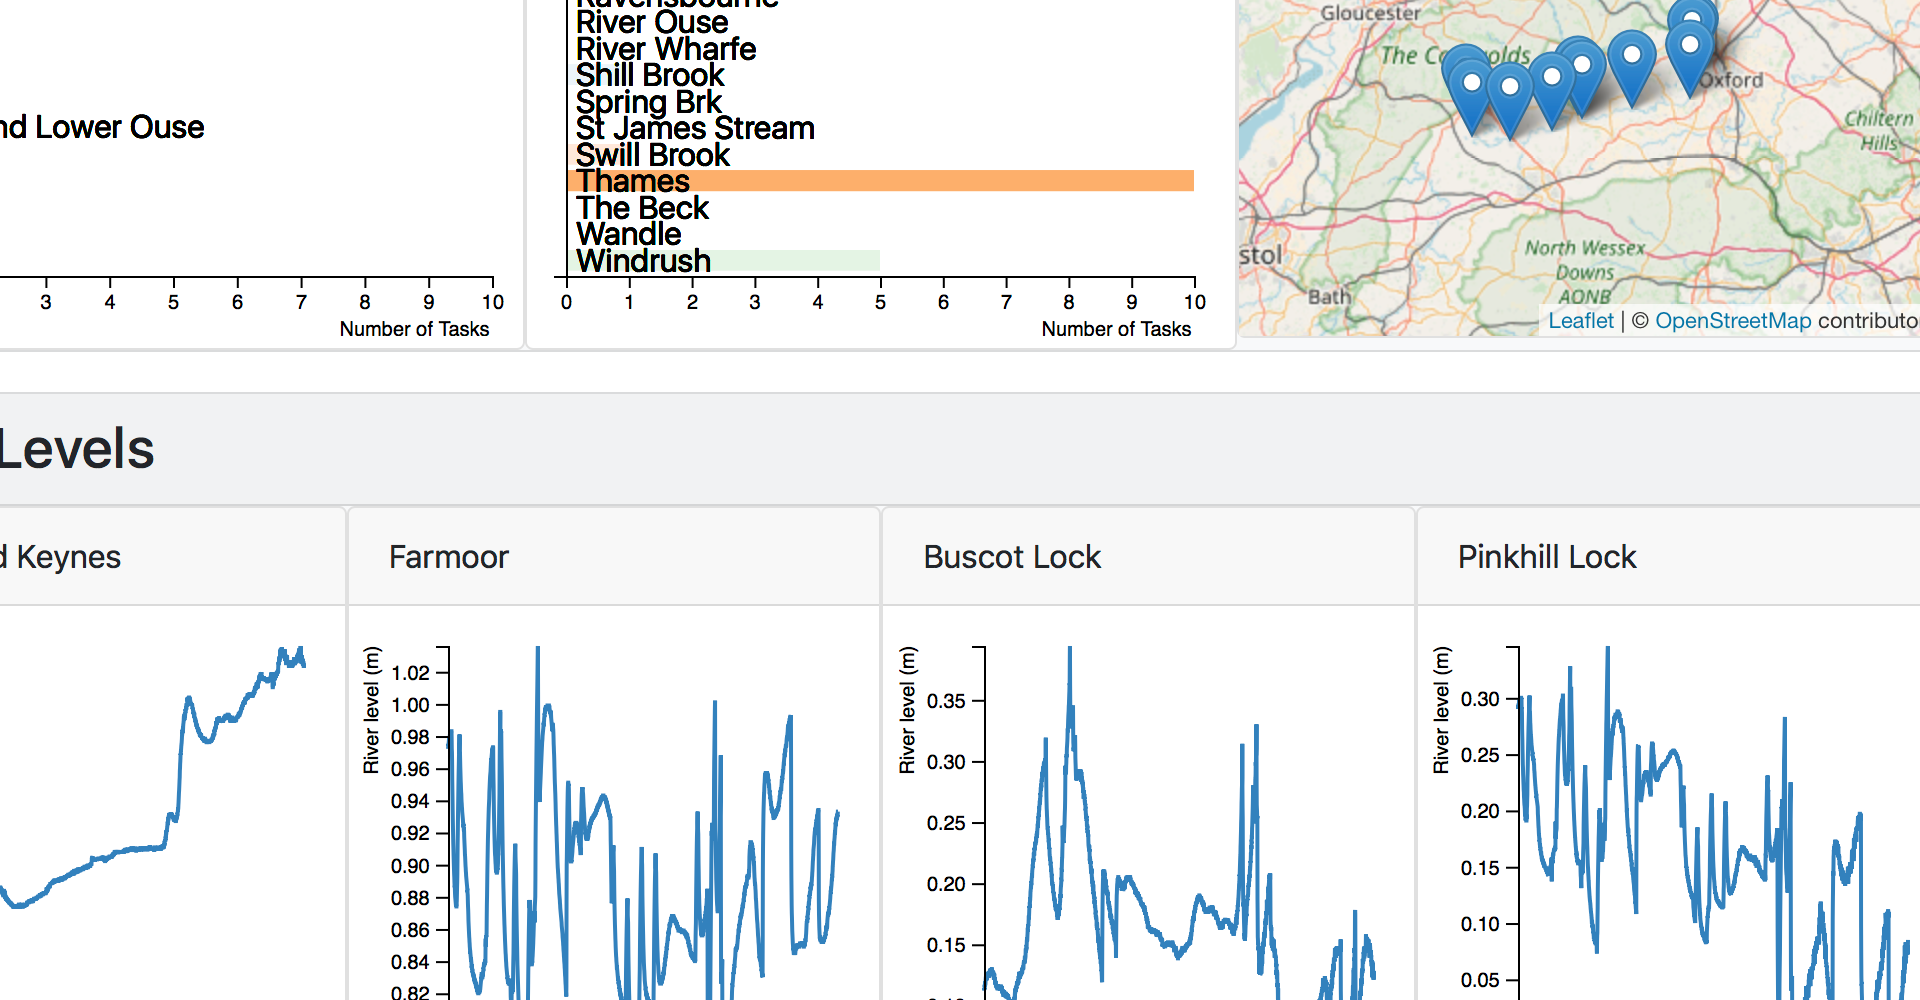 Ravensbourne
River Ouse
River Wharfe
Shill Brook
Spring Brk
St James Stream
Swill Brook
Thames
The Beck
Wandle
Windrush
nd Lower Ouse
3 4 5 6 7 8 9 10
Number of Tasks
0 1 2 3 4 5 6 7 8 9 10
Number of Tasks
Gloucester
The Co olds
Oxford
Chiltern
Hills
North Wessex
Downs
AONB
stol
Bath
Leaflet | © OpenStreetMap contributo
Levels
d Keynes
Farmoor
River level (m)
1.02
1.00
0.98
0.96
0.94
0.92
0.90
0.88
0.86
0.84
0.82
Buscot Lock
River level (m)
0.35
0.30
0.25
0.20
0.15
0.10
Pinkhill Lock
River level (m)
0.30
0.25
0.20
0.15
0.10
0.05